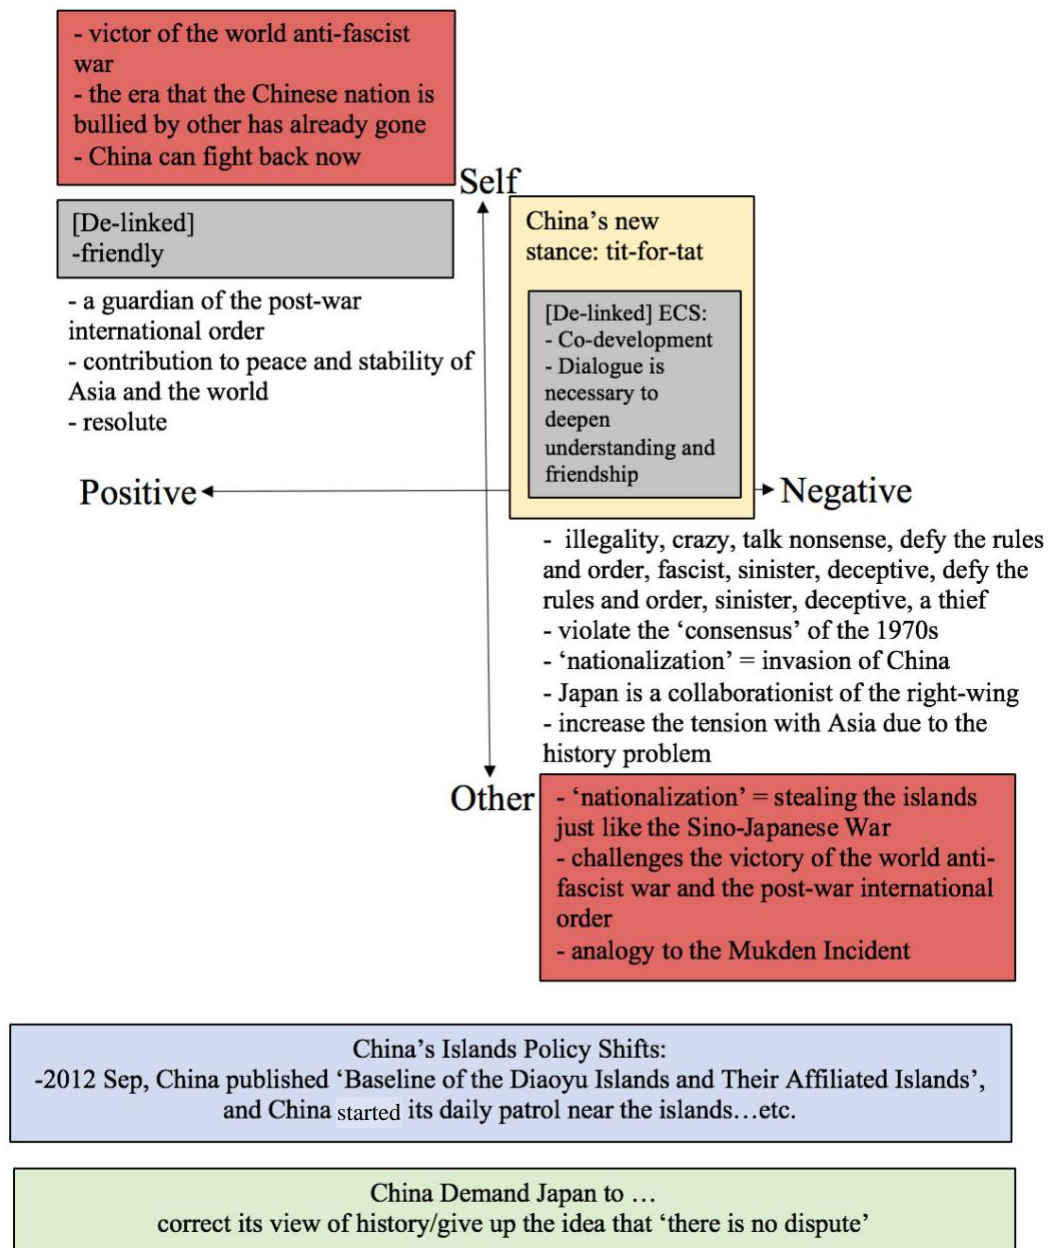 - victor of the world anti-fascist
war
- the era that the Chinese nation is
bullied by other has already gone
- China can fight back now
Self
[De-linked]
-friendly
- a guardian of the post-war
international order
- contribution to peace and stability of
Asia and the world
- resolute
China’s new
stance: tit-for-tat
[De-linked] ECS:
- Co-development
- Dialogue is
necessary to
deepen
understanding and
friendship
Positive
Negative
- illegality, crazy, talk nonsense, defy the rules
and order, fascist, sinister, deceptive, defy the
rules and order, sinister, deceptive, a thief
- violate the ‘consensus’ of the 1970s
- ‘nationalization’ = invasion of China
- Japan is a collaborationist of the right-wing
- increase the tension with Asia due to the
history problem
Other
- ‘nationalization’ = stealing the islands
just like the Sino-Japanese War
- challenges the victory of the world anti-
fascist war and the post-war international
order
- analogy to the Mukden Incident
China’s Islands Policy Shifts:
-2012 Sep, China published ‘Baseline of the Diaoyu Islands and Their Affiliated Islands’,
and China started its daily patrol near the islands…etc.
China Demand Japan to …
correct its view of history/give up the idea that ‘there is no dispute’